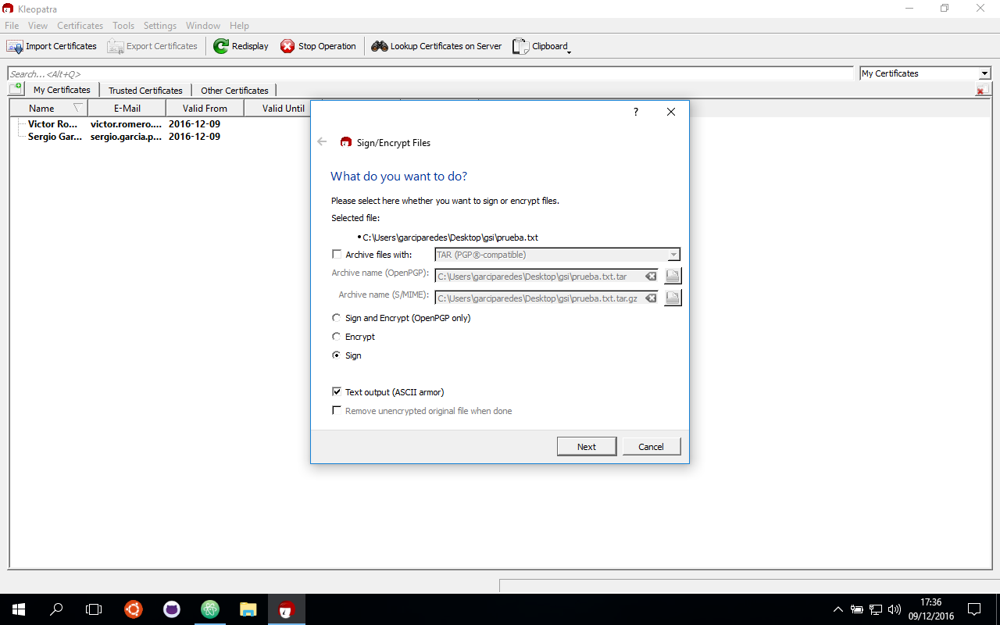 Kleopatra
File View Certificates Tools Settings Window Help
Import Certificates Export Certificates Redisplay Stop Operation Lookup Certificates on Server Clipboard
Search...<Alt+Q> My Certificates
My Certificates Trusted Certificates Other Certificates
Name E-Mail Valid From Valid Until
Victor Ro... victor.romero.... 2016-12-09
Sergio Gar... sergio.garcia.p... 2016-12-09
?
Sign/Encrypt Files
What do you want to do?
Please select here whether you want to sign or encrypt files.
Selected file:
•C:\Users\garciparedes\Desktop\gsi\prueba.txt
Archive files with: TAR (PGP®-compatible)
Archive name (OpenPGP): C:\Users\garciparedes\Desktop\gsi\prueba.txt.tar
Archive name (S/MIME): C:\Users\garciparedes\Desktop\gsi\prueba.txt.tar.gz
Sign and Encrypt (OpenPGP only)
Encrypt
Sign
Text output (ASCII armor)
Remove unencrypted original file when done
Next Cancel
17:36
09/12/2016